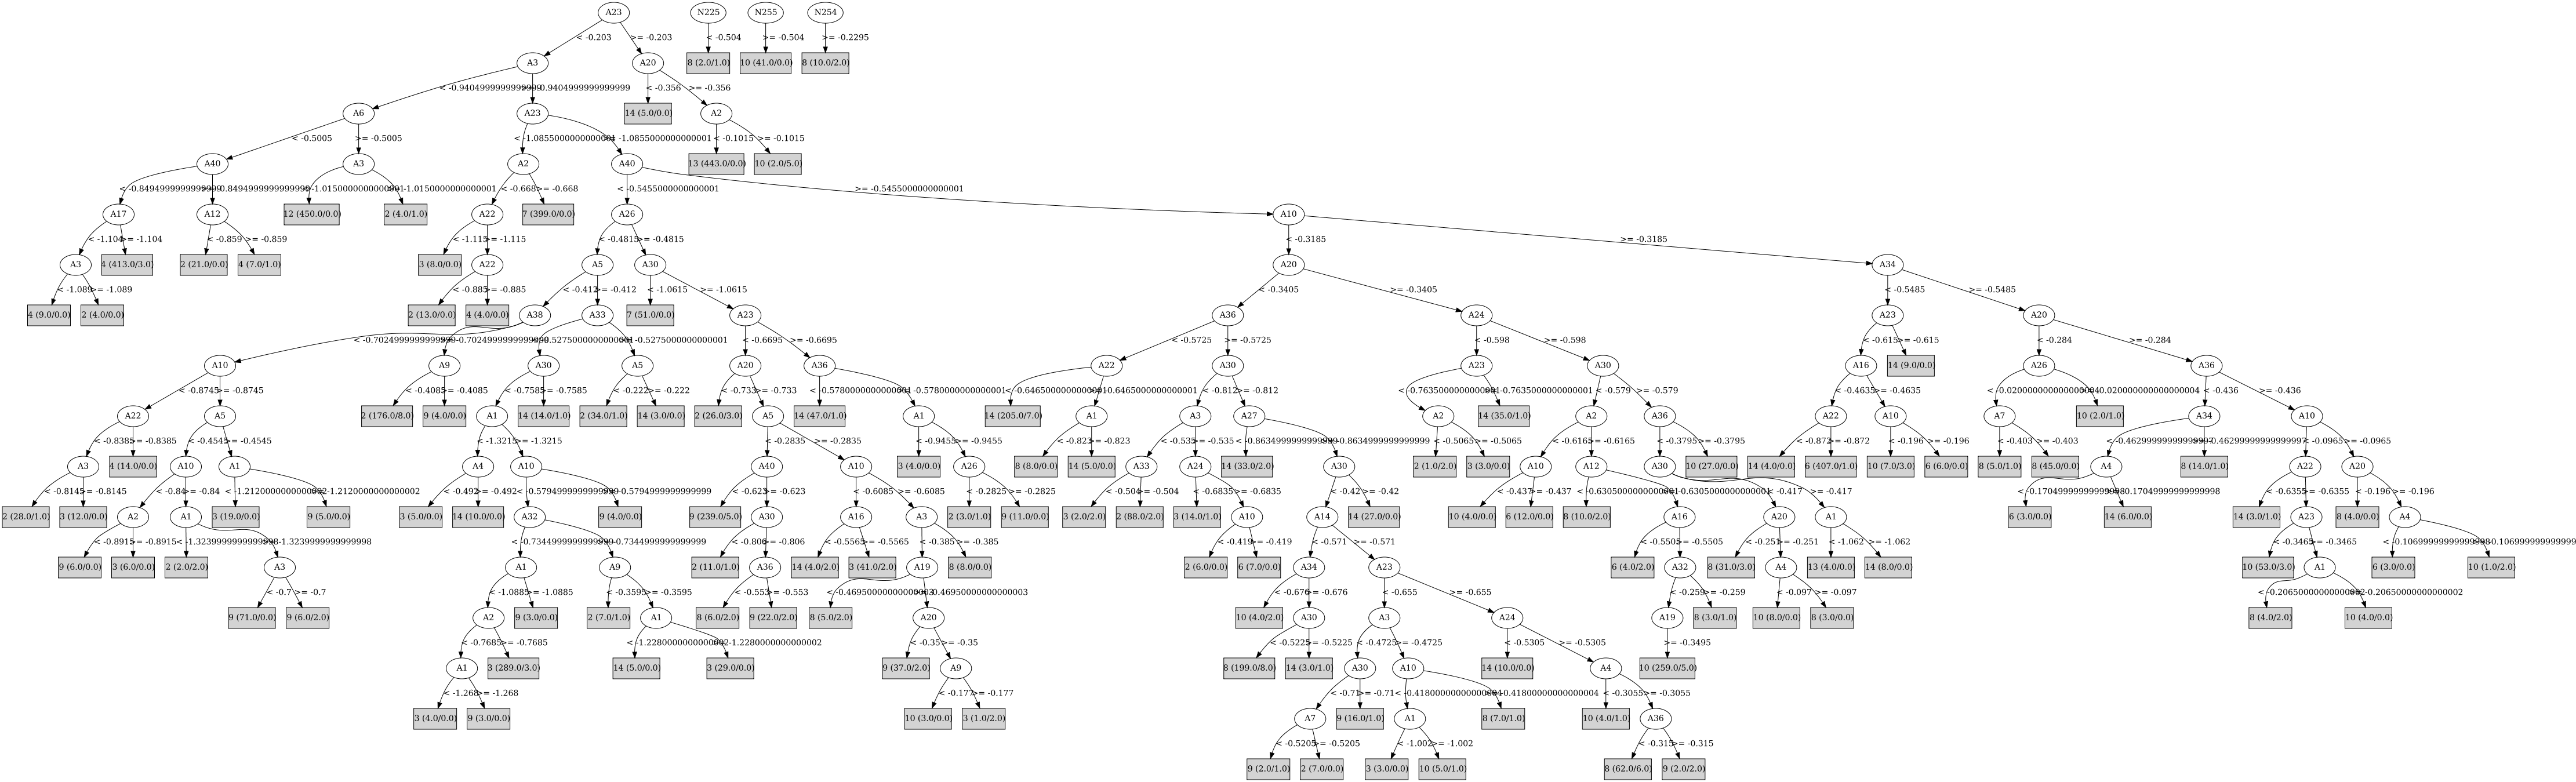 A23 N225 N255 N254
< -0.203 >= -0.203 < -0.504 >= -0.504 >= -0.2295
A3 A20 8 (2.0/1.0) 10 (41.0/0.0) 8 (10.0/2.0)
< -0.9404999999999999 >= -0.9404999999999999 < -0.356 >= -0.356
A6 A23 14 (5.0/0.0) A2
< -0.5005 >= -0.5005 < -1.0855000000000001 >= -1.0855000000000001 < -0.1015 >= -0.1015
A40 A3 A2 A40 13 (443.0/0.0) 10 (2.0/5.0)
< -0.8494999999999999 >= -0.8494999999999999 < -1.0150000000000001 >= -1.0150000000000001 < -0.668 >= -0.668 < -0.5455000000000001 >= -0.5455000000000001
A17 A12 12 (450.0/0.0) 2 (4.0/1.0) A22 7 (399.0/0.0) A26 A10
< -1.104 >= -1.104 < -0.859 >= -0.859 < -1.115 >= -1.115 < -0.4815 >= -0.4815 < -0.3185 >= -0.3185
A3 4 (413.0/3.0) 2 (21.0/0.0) 4 (7.0/1.0) 3 (8.0/0.0) A22 A5 A30 A20 A34
< -1.089 >= -1.089 < -0.885 >= -0.885 < -0.412 >= -0.412 < -1.0615 >= -1.0615 < -0.3405 >= -0.3405 < -0.5485 >= -0.5485
4 (9.0/0.0) 2 (4.0/0.0) 2 (13.0/0.0) 4 (4.0/0.0) A38 A33 7 (51.0/0.0) A23 A36 A24 A23 A20
< -0.7024999999999999 >= -0.7024999999999999 < -0.5275000000000001 >= -0.5275000000000001 < -0.6695 >= -0.6695 < -0.5725 >= -0.5725 < -0.598 >= -0.598 < -0.615 >= -0.615 < -0.284 >= -0.284
A10 A9 A30 A5 A20 A36 A22 A30 A23 A30 A16 14 (9.0/0.0) A26 A36
< -0.8745 >= -0.8745 < -0.4085 >= -0.4085 < -0.7585 >= -0.7585 < -0.222 >= -0.222 < -0.733 >= -0.733 < -0.5780000000000001 >= -0.5780000000000001 < -0.6465000000000001 >= -0.6465000000000001 < -0.812 >= -0.812 < -0.7635000000000001 >= -0.7635000000000001 < -0.579 >= -0.579 < -0.4635 >= -0.4635 < -0.020000000000000004 >= -0.020000000000000004 < -0.436 >= -0.436
A22 A5 2 (176.0/8.0) 9 (4.0/0.0) A1 14 (14.0/1.0) 2 (34.0/1.0) 14 (3.0/0.0) 2 (26.0/3.0) A5 14 (47.0/1.0) A1 14 (205.0/7.0) A1 A3 A27 A2 14 (35.0/1.0) A2 A36 A22 A10 A7 10 (2.0/1.0) A34 A10
< -0.8385 >= -0.8385 < -0.4545 >= -0.4545 < -1.3215 >= -1.3215 < -0.2835 >= -0.2835 < -0.9455 >= -0.9455 < -0.823 >= -0.823 < -0.535 >= -0.535 < -0.8634999999999999 >= -0.8634999999999999 < -0.5065 >= -0.5065 < -0.6165 >= -0.6165 < -0.3795 >= -0.3795 < -0.872 >= -0.872 < -0.196 >= -0.196 < -0.403 >= -0.403 < -0.46299999999999997 >= -0.46299999999999997 < -0.0965 >= -0.0965
A3 4 (14.0/0.0) A10 A1 A4 A10 A40 A10 3 (4.0/0.0) A26 8 (8.0/0.0) 14 (5.0/0.0) A33 A24 14 (33.0/2.0) A30 2 (1.0/2.0) 3 (3.0/0.0) A10 A12 A30 10 (27.0/0.0) 14 (4.0/0.0) 6 (407.0/1.0) 10 (7.0/3.0) 6 (6.0/0.0) 8 (5.0/1.0) 8 (45.0/0.0) A4 8 (14.0/1.0) A22 A20
< -0.8145 >= -0.8145 < -0.84 >= -0.84 < -1.2120000000000002 >= -1.2120000000000002 < -0.492 >= -0.492 < -0.5794999999999999 >= -0.5794999999999999 < -0.623 >= -0.623 < -0.6085 >= -0.6085 < -0.2825 >= -0.2825 < -0.504 >= -0.504 < -0.6835 >= -0.6835 < -0.42 >= -0.42 < -0.437 >= -0.437 < -0.6305000000000001 >= -0.6305000000000001 < -0.417 >= -0.417 < -0.17049999999999998 >= -0.17049999999999998 < -0.6355 >= -0.6355 < -0.196 >= -0.196
2 (28.0/1.0) 3 (12.0/0.0) A2 A1 3 (19.0/0.0) 9 (5.0/0.0) 3 (5.0/0.0) 14 (10.0/0.0) A32 9 (4.0/0.0) 9 (239.0/5.0) A30 A16 A3 2 (3.0/1.0) 9 (11.0/0.0) 3 (2.0/2.0) 2 (88.0/2.0) 3 (14.0/1.0) A10 A14 14 (27.0/0.0) 10 (4.0/0.0) 6 (12.0/0.0) 8 (10.0/2.0) A16 A20 A1 6 (3.0/0.0) 14 (6.0/0.0) 14 (3.0/1.0) A23 8 (4.0/0.0) A4
< -0.8915 >= -0.8915 < -1.3239999999999998 >= -1.3239999999999998 < -0.7344999999999999 >= -0.7344999999999999 < -0.806 >= -0.806 < -0.5565 >= -0.5565 < -0.385 >= -0.385 < -0.419 >= -0.419 < -0.571 >= -0.571 < -0.5505 >= -0.5505 < -0.251 >= -0.251 < -1.062 >= -1.062 < -0.3465 >= -0.3465 < -0.10699999999999998
9 (6.0/0.0) 3 (6.0/0.0) 2 (2.0/2.0) A3 A1 A9 2 (11.0/1.0) A36 14 (4.0/2.0) 3 (41.0/2.0) A19 8 (8.0/0.0) 2 (6.0/0.0) 6 (7.0/0.0) A34 A23 6 (4.0/2.0) A32 8 (31.0/3.0) A4 13 (4.0/0.0) 14 (8.0/0.0) 10 (53.0/3.0) A1 6 (3.0/0.0) 10 (1.0/2.0)
< -0.7 >= -0.7 < -1.0885 >= -1.0885 < -0.3595 >= -0.3595 < -0.553 >= -0.553 < -0.46950000000000003 >= -0.46950000000000003 < -0.676 >= -0.676 < -0.655 >= -0.655 < -0.259 >= -0.259 < -0.097 >= -0.097 < -0.20650000000000002 >= -0.20650000000000002
9 (71.0/0.0) 9 (6.0/2.0) A2 9 (3.0/0.0) 2 (7.0/1.0) A1 8 (6.0/2.0) 9 (22.0/2.0) 8 (5.0/2.0) A20 10 (4.0/2.0) A30 A3 A24 A19 8 (3.0/1.0) 10 (8.0/0.0) 8 (3.0/0.0) 8 (4.0/2.0) 10 (4.0/0.0)
< -0.7685 >= -0.7685 < -1.2280000000000002 >= -1.2280000000000002 < -0.35 >= -0.35 < -0.5225 >= -0.5225 < -0.4725 >= -0.4725 < -0.5305 >= -0.5305 >= -0.3495
A1 3 (289.0/3.0) 14 (5.0/0.0) 3 (29.0/0.0) 9 (37.0/2.0) A9 8 (199.0/8.0) 14 (3.0/1.0) A30 A10 14 (10.0/0.0) A4 10 (259.0/5.0)
< -1.268 >= -1.268 < -0.177 >= -0.177 < -0.71 >= -0.71 < -0.41800000000000004 >= -0.41800000000000004 < -0.3055 >= -0.3055
3 (4.0/0.0) 9 (3.0/0.0) 10 (3.0/0.0) 3 (1.0/2.0) A7 9 (16.0/1.0) A1 8 (7.0/1.0) 10 (4.0/1.0) A36
< -0.5205 >= -0.5205 < -1.002 >= -1.002 < -0.315 >= -0.315
9 (2.0/1.0) 2 (7.0/0.0) 3 (3.0/0.0) 10 (5.0/1.0) 8 (62.0/6.0) 9 (2.0/2.0)